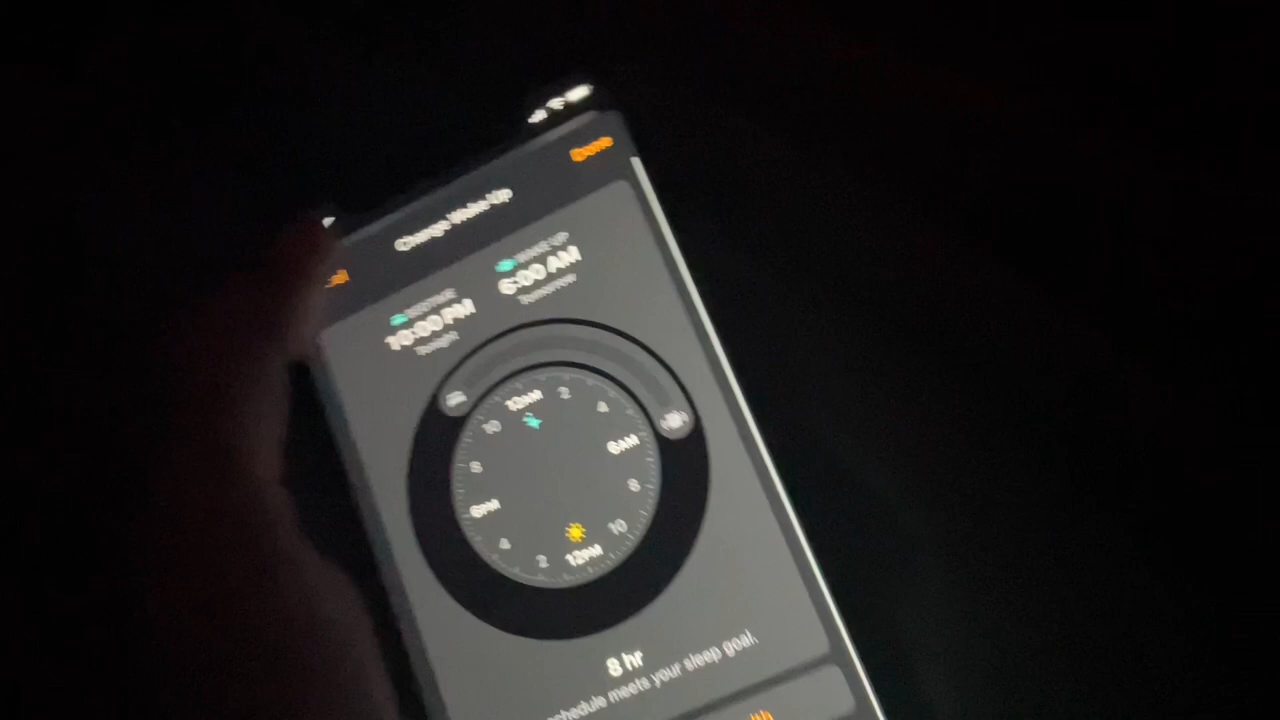 Done
Change Wake Up
BEDTIME
10:00 PM
Tonight
WAKE UP
6:00 AM
Tomorrow
12AM
2
4
6AM
8
10
12PM
2
4
6PM
8
10
8 hr
schedule meets your sleep goal.